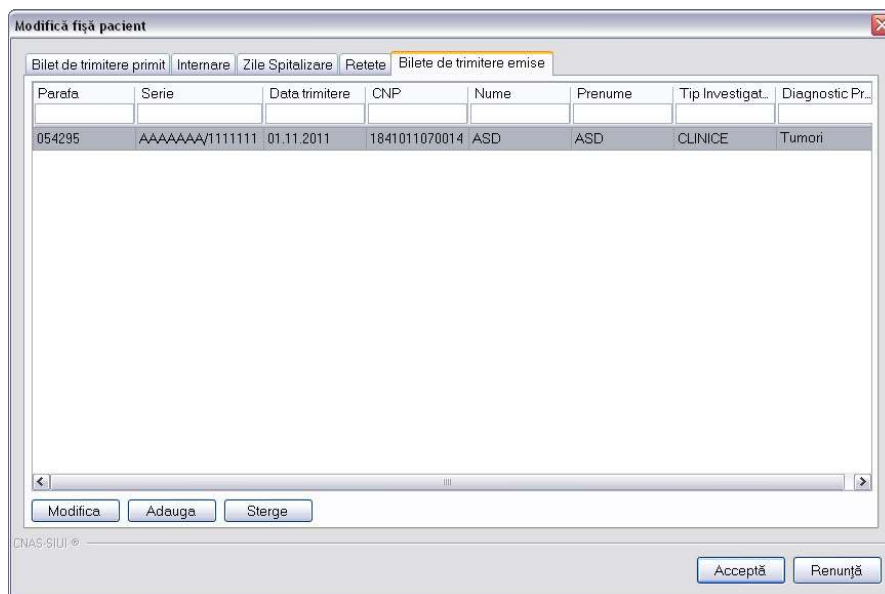 Modifică fişă pacient
Bilet de trimitere primit Internare Zile Spitalizare Retete Bilete de trimitere emise
Parafa Serie Data trimitere CNP Nume Prenume Tip Investigat... Diagnostic Pr...
054295 AAAAAAA/1111111 01.11.2011 1841011070014 ASD ASD CLINICE Tumori
Modifica Adauga Sterge
CNAS-SIUI ®
Acceptă Renunţă